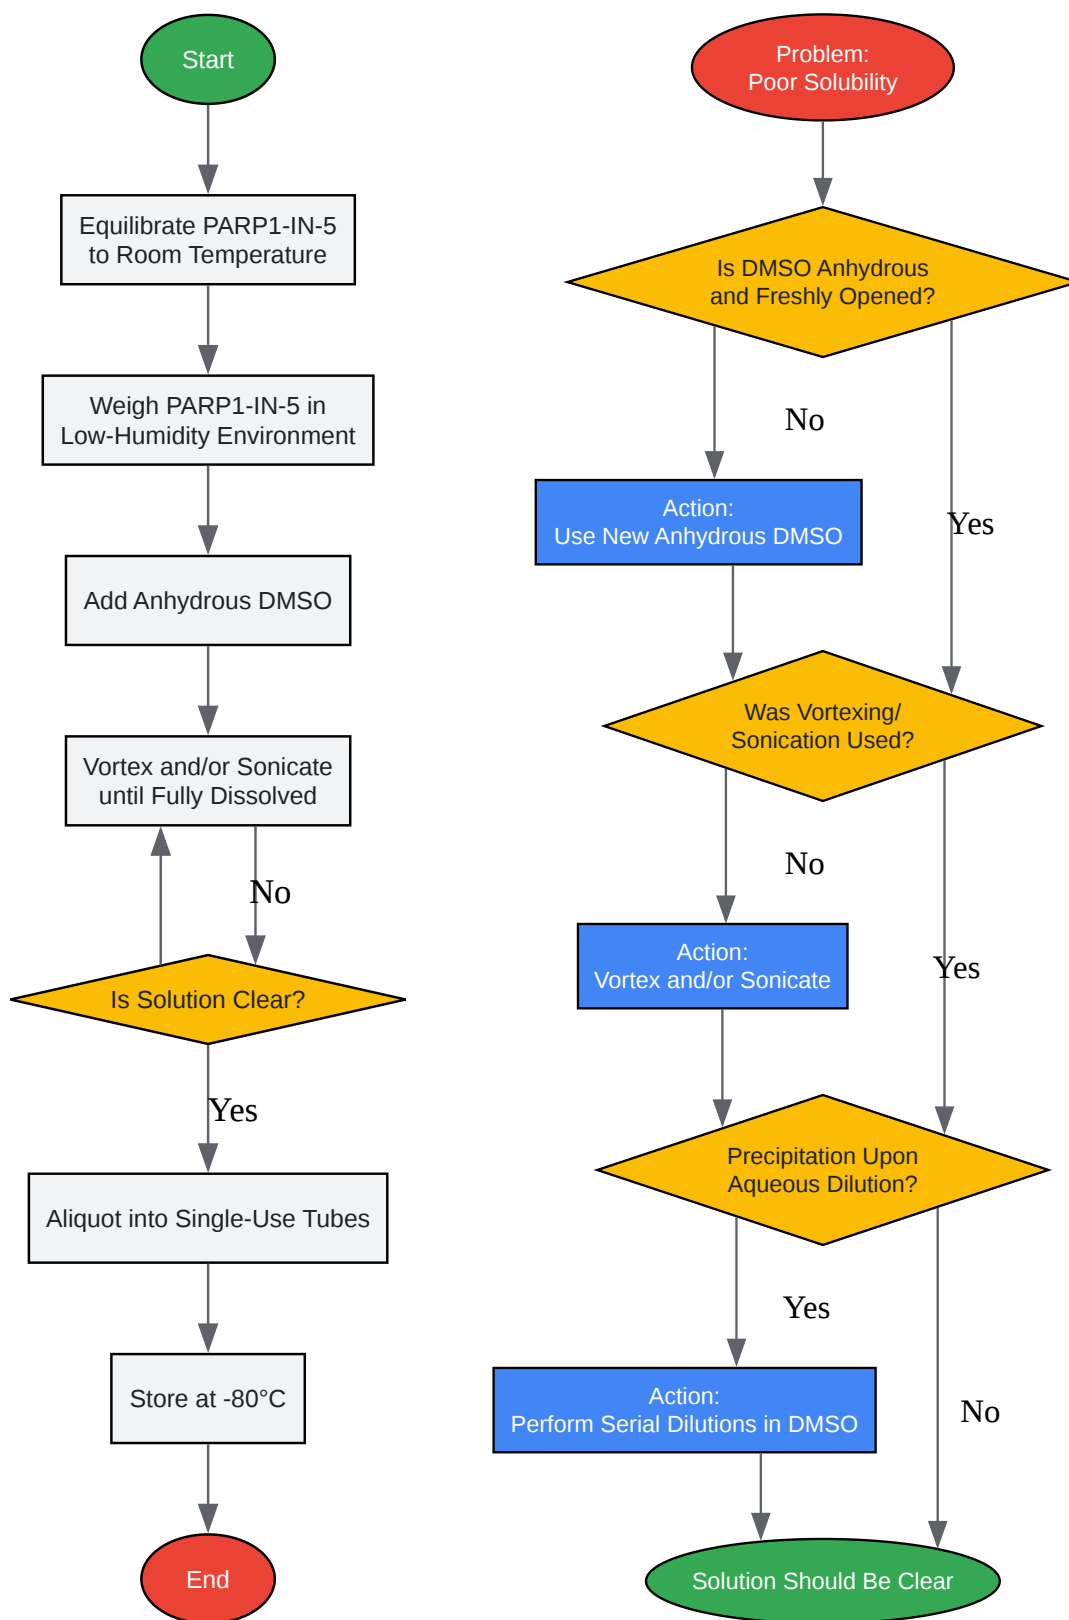 Start
Equilibrate PARP1-IN-5
to Room Temperature
Weigh PARP1-IN-5 in
Low-Humidity Environment
Add Anhydrous DMSO
Vortex and/or Sonicate
until Fully Dissolved
No
Is Solution Clear?
Yes
Aliquot into Single-Use Tubes
Store at -80°C
End
Problem:
Poor Solubility
Is DMSO Anhydrous
and Freshly Opened?
No
Action:
Use New Anhydrous DMSO
Yes
Was Vortexing/
Sonication Used?
No
Action:
Vortex and/or Sonicate
Yes
Precipitation Upon
Aqueous Dilution?
Yes
Action:
Perform Serial Dilutions in DMSO
No
Solution Should Be Clear